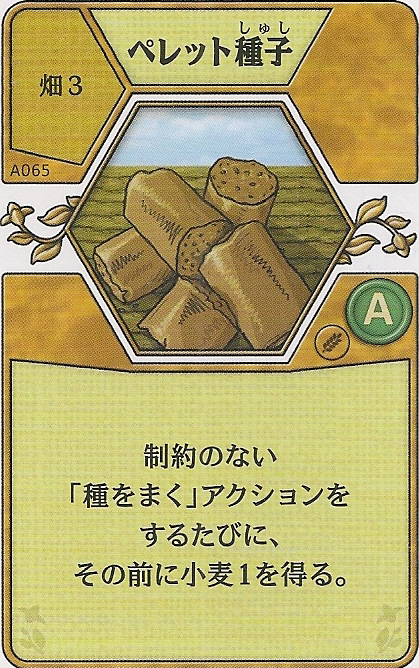 しゅし
ペレット種子
畑3
A065
A
制約のない
「種をまく」アクションを
するたびに、
その前に小麦1を得る。